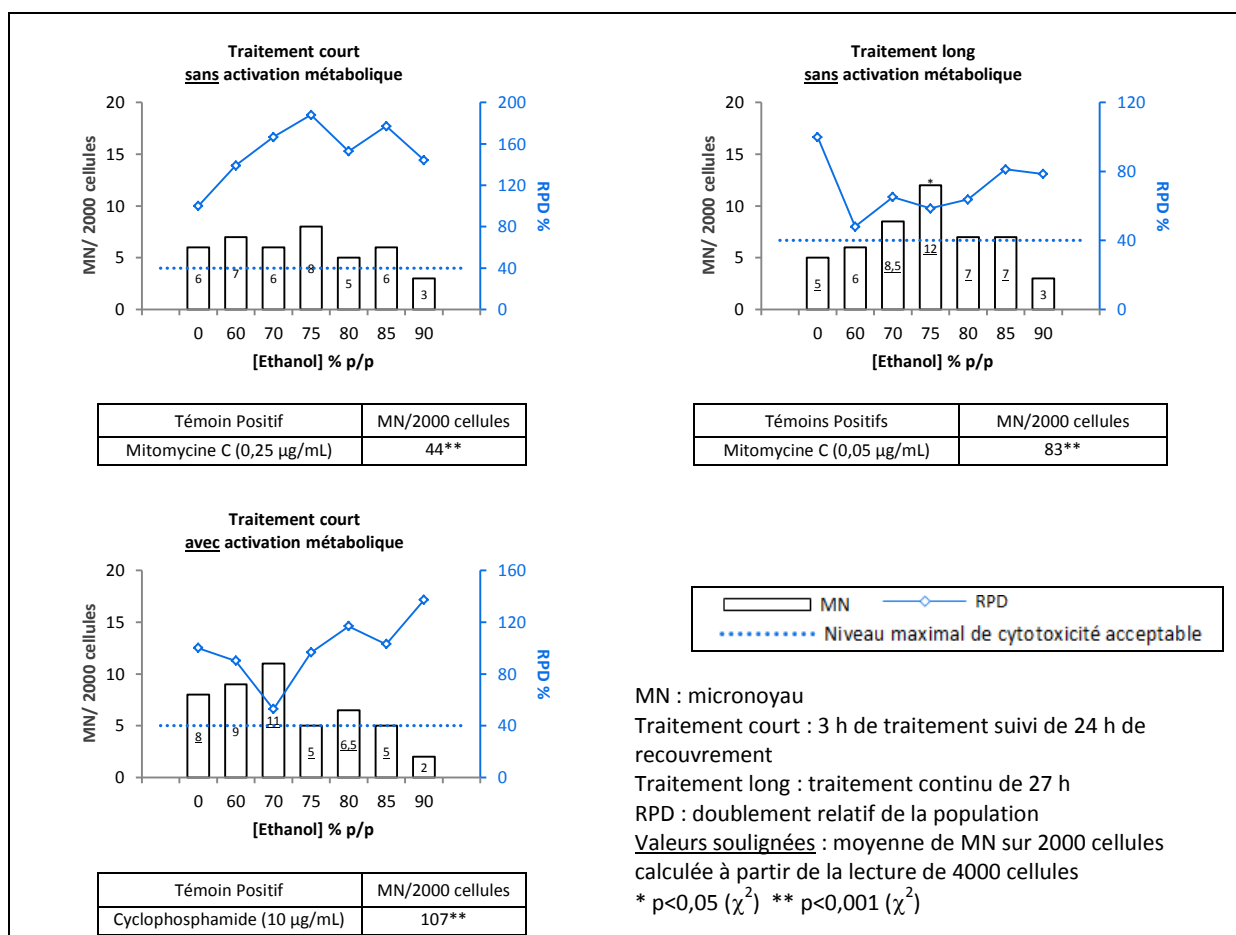 Traitement court
sans activation métabolique
MN/ 2000 cellules
20
15
10
5
0
200
160
120
80
40
0
RPD %
6
7
6
8
5
6
3
0 60 70 75 80 85 90
[Ethanol] % p/p
Témoin Positif MN/2000 cellules
Mitomycine C (0,25 µg/mL) 44**
Traitement long
sans activation métabolique
MN/ 2000 cellules
20
15
10
5
0
120
80
40
0
RPD %
*
5
6
8,5
12
7
7
3
0 60 70 75 80 85 90
[Ethanol] % p/p
Témoins Positifs MN/2000 cellules
Mitomycine C (0,05 µg/mL) 83**
Traitement court
avec activation métabolique
MN/ 2000 cellules
20
15
10
5
0
160
120
80
40
0
RPD %
8
9
11
5
6,5
5
2
0 60 70 75 80 85 90
[Ethanol] % p/p
Témoin Positif MN/2000 cellules
Cyclophosphamide (10 µg/mL) 107**
MN RPD
Niveau maximal de cytotoxicité acceptable
MN : micronoyau
Traitement court : 3 h de traitement suivi de 24 h de
recouvrement
Traitement long : traitement continu de 27 h
RPD : doublement relatif de la population
Valeurs soulignées : moyenne de MN sur 2000 cellules
calculée à partir de la lecture de 4000 cellules
* p<0,05 (χ²) ** p<0,001 (χ²)